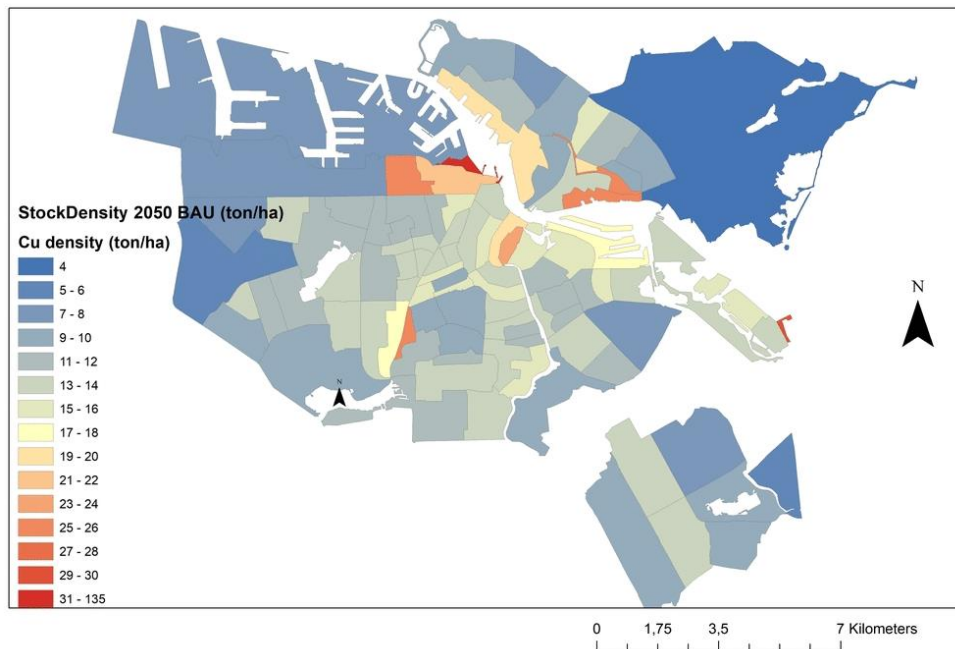 StockDensity 2050 BAU (ton/ha)
Cu density (ton/ha)
4
5 - 6
7 - 8
9 - 10
11 - 12
13 - 14
15 - 16
17 - 18
19 - 20
21 - 22
23 - 24
25 - 26
27 - 28
29 - 30
31 - 135
N
N
0 1,75 3,5 7 Kilometers